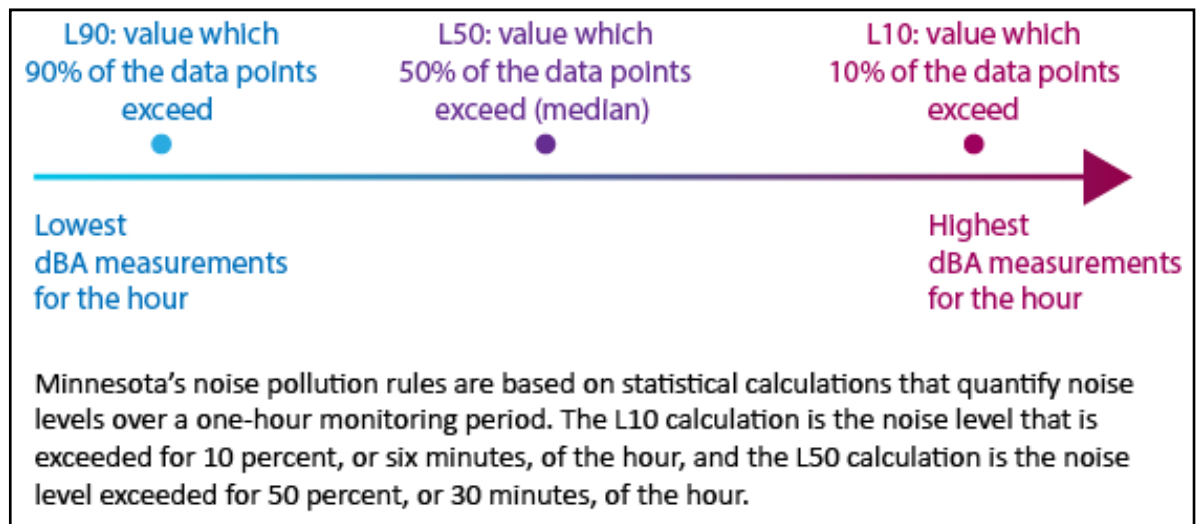 L90: value which
90% of the data points
exceed
L50: value which
50% of the data points
exceed (median)
L10: value which
10% of the data points
exceed
Lowest
dBA measurements
for the hour
Highest
dBA measurements
for the hour
Minnesota's noise pollution rules are based on statistical calculations that quantify noise
levels over a one-hour monitoring period. The L10 calculation is the noise level that is
exceeded for 10 percent, or six minutes, of the hour, and the L50 calculation is the noise
level exceeded for 50 percent, or 30 minutes, of the hour.